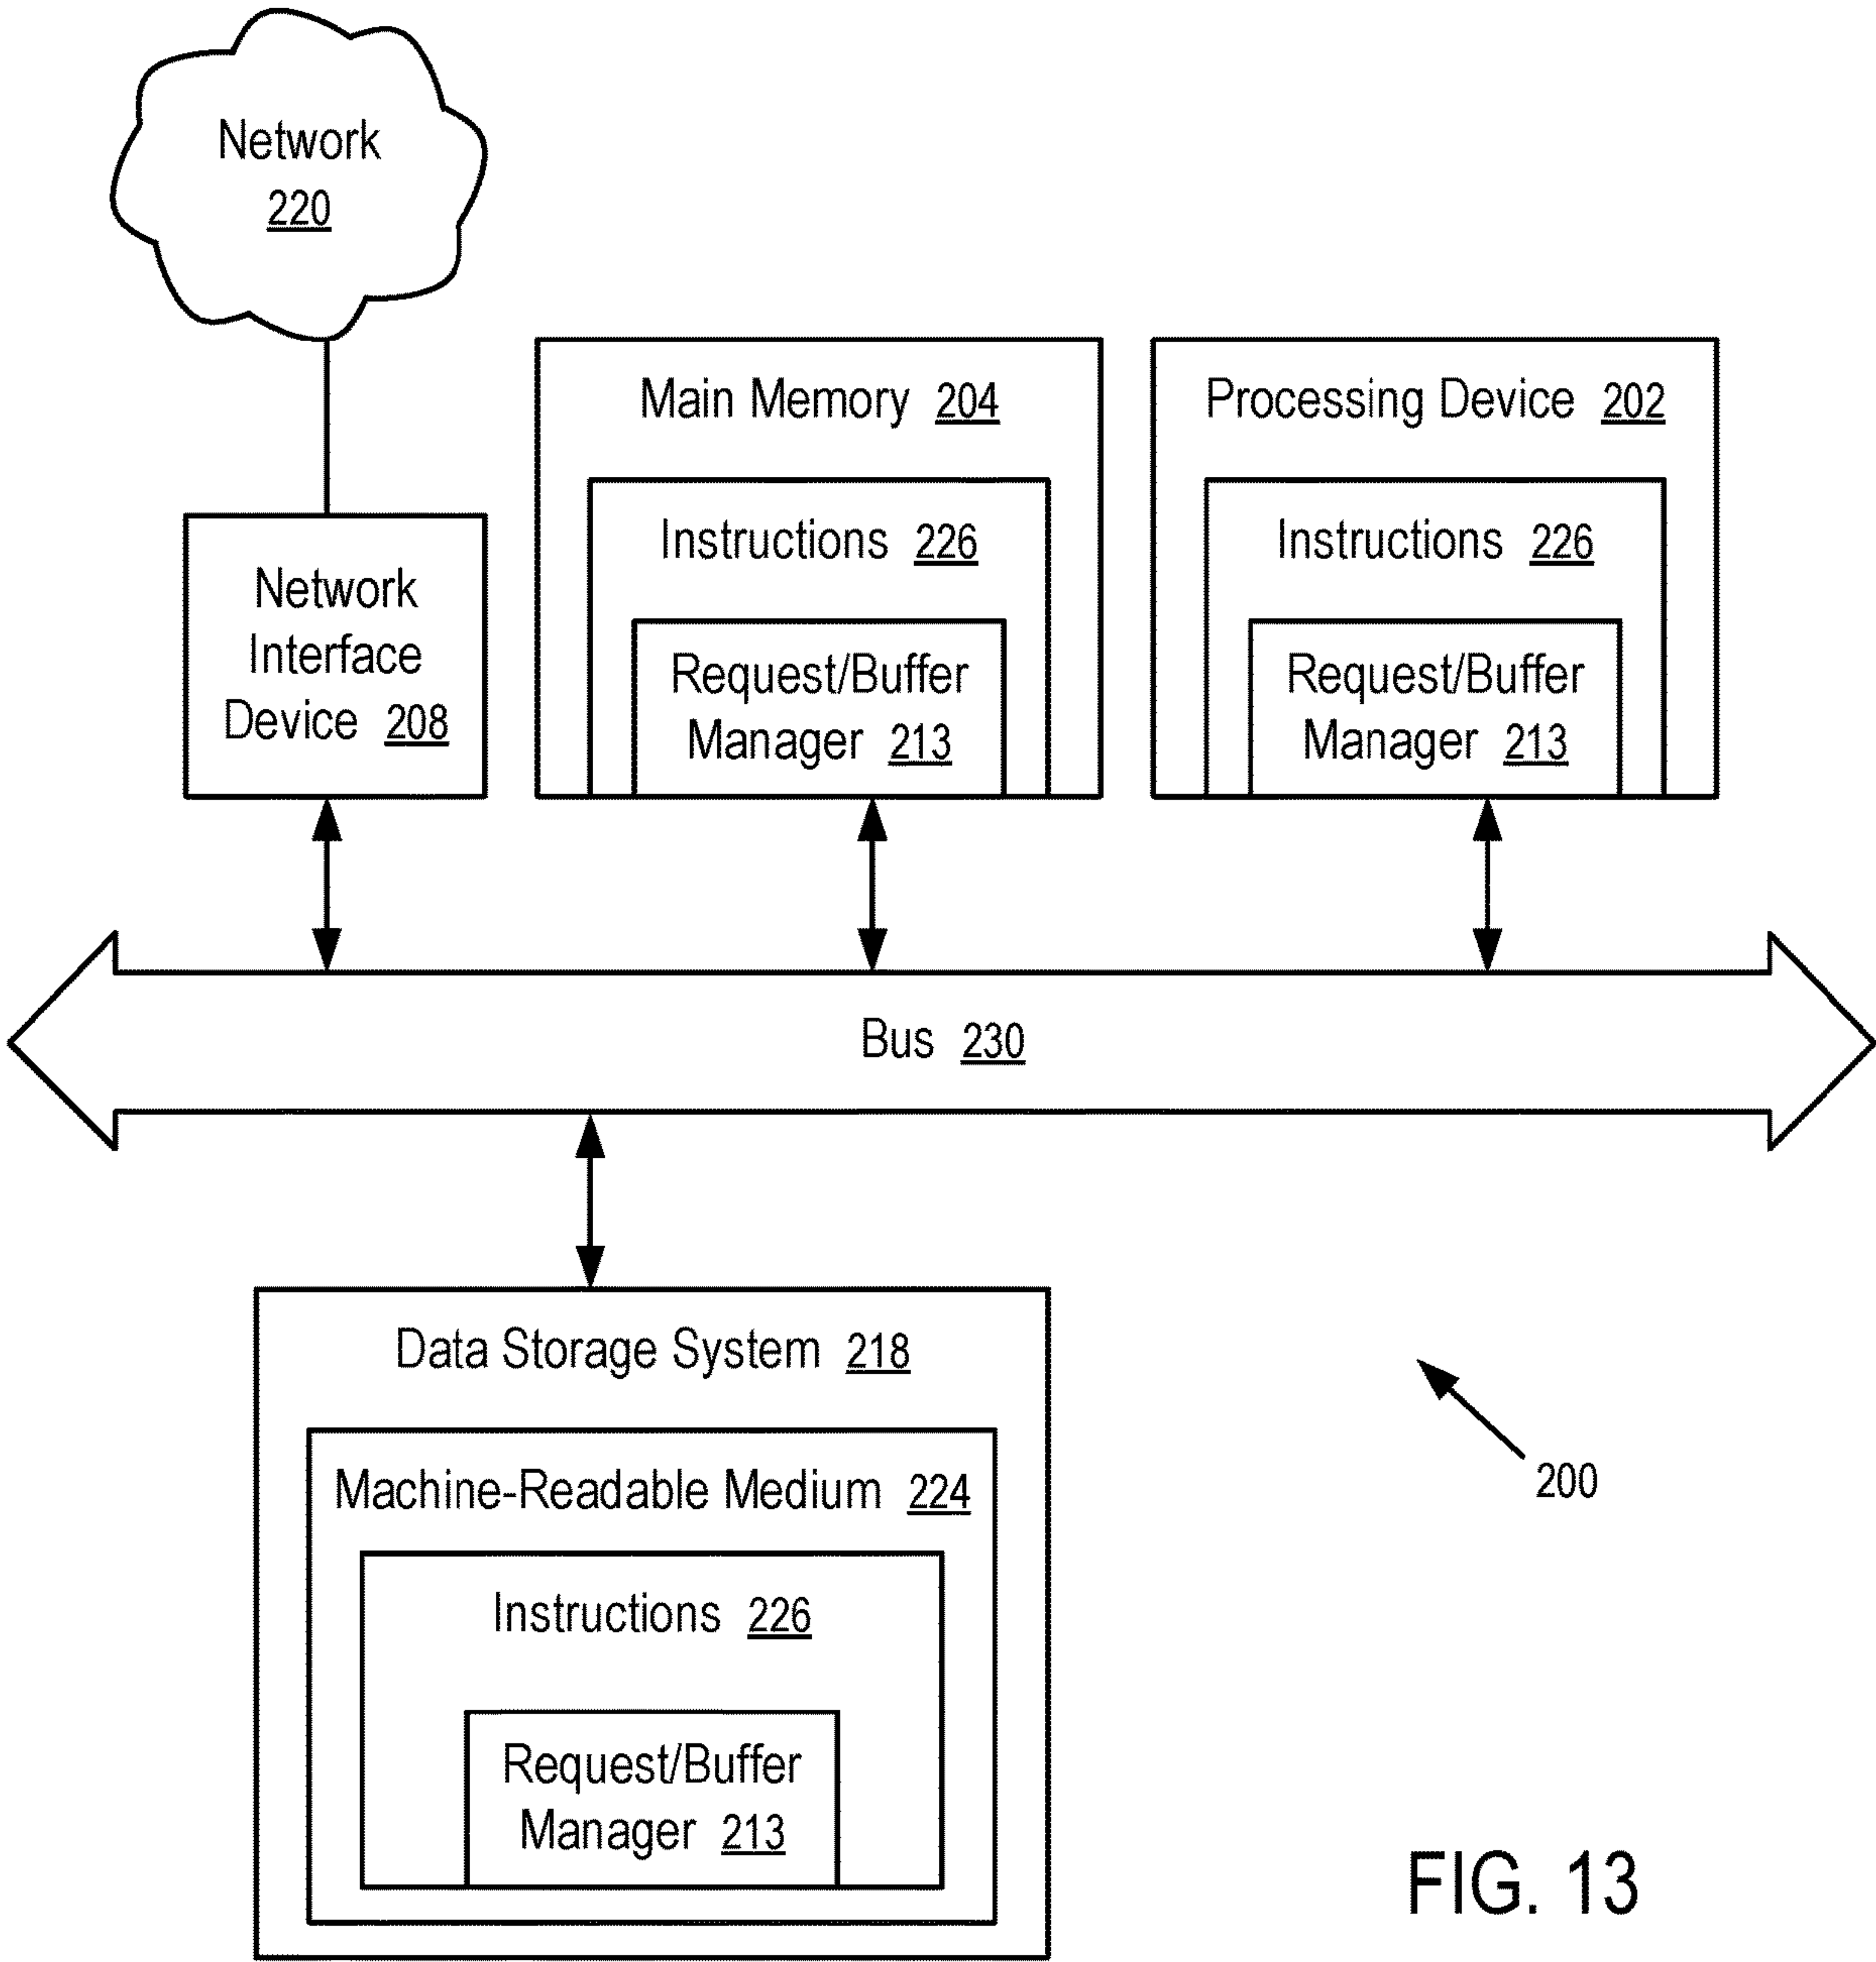 Network
220
Main Memory 204
Processing Device 202
Instructions 226
Instructions 226
Network
Interface
Device 208
Request/Buffer
Manager 213
Request/Buffer
Manager 213
Bus 230
Data Storage System 218
Machine-Readable Medium 224
Instructions 226
Request/Buffer
Manager 213
200
FIG. 13